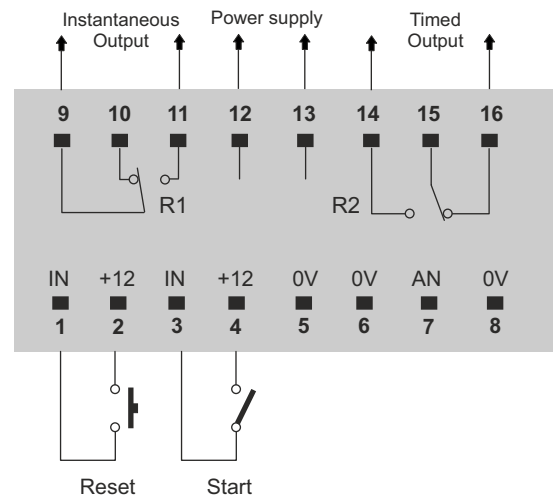 Instantaneous Output
Power supply
Timed Output
9 10 11 12 13 14 15 16
R1 R2
IN +12 IN +12 0V 0V AN 0V
1 2 3 4 5 6 7 8
Reset Start